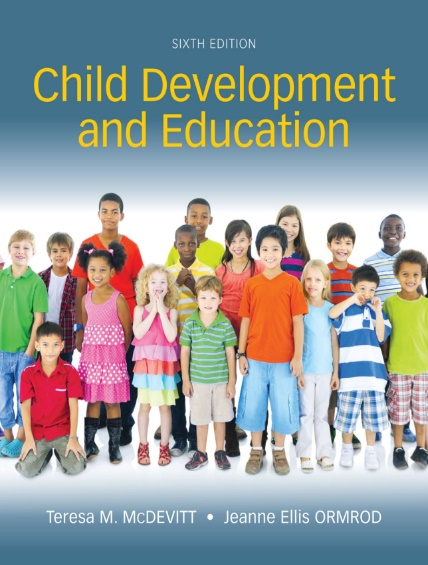 SIXTH EDITION
Child Development
and Education
Teresa M. McDEVITT • Jeanne Ellis ORMROD